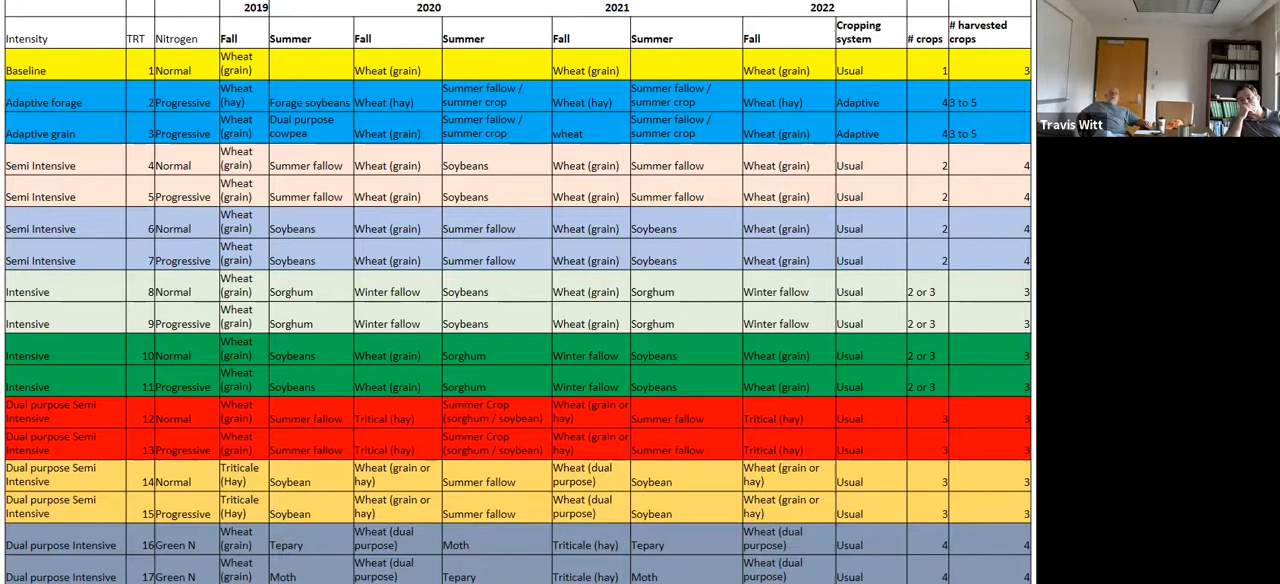 2019 2020 2021 2022
Intensity TRT Nitrogen Fall Summer Fall Summer Fall Summer Fall Cropping system # crops # harvested crops
Baseline 1 Normal Wheat (grain) Wheat (grain) Wheat (grain) Wheat (grain) Usual 1 3
Adaptive forage 2 Progressive Wheat (hay) Forage soybeans Wheat (hay) Summer fallow / summer crop Wheat (hay) Summer fallow / summer crop Wheat (hay) Adaptive 4 3 to 5
Adaptive grain 3 Progressive Wheat (grain) Dual purpose cowpea Wheat (grain) Summer fallow / summer crop wheat Summer fallow / summer crop Wheat (grain) Adaptive 4 3 to 5
Semi Intensive 4 Normal Wheat (grain) Summer fallow Wheat (grain) Soybeans Wheat (grain) Summer fallow Wheat (grain) Usual 2 4
Semi Intensive 5 Progressive Wheat (grain) Summer fallow Wheat (grain) Soybeans Wheat (grain) Summer fallow Wheat (grain) Usual 2 4
Semi Intensive 6 Normal Wheat (grain) Soybeans Wheat (grain) Summer fallow Wheat (grain) Soybeans Wheat (grain) Usual 2 4
Semi Intensive 7 Progressive Wheat (grain) Soybeans Wheat (grain) Summer fallow Wheat (grain) Soybeans Wheat (grain) Usual 2 4
Intensive 8 Normal Wheat (grain) Sorghum Winter fallow Soybeans Wheat (grain) Sorghum Winter fallow Usual 2 or 3 3
Intensive 9 Progressive Wheat (grain) Sorghum Winter fallow Soybeans Wheat (grain) Sorghum Winter fallow Usual 2 or 3 3
Intensive 10 Normal Wheat (grain) Soybeans Wheat (grain) Sorghum Winter fallow Soybeans Wheat (grain) Usual 2 or 3 3
Intensive 11 Progressive Wheat (grain) Soybeans Wheat (grain) Sorghum Winter fallow Soybeans Wheat (grain) Usual 2 or 3 3
Dual purpose Semi Intensive 12 Normal Wheat (grain) Summer fallow Tritical (hay) Summer Crop (sorghum / soybean) Wheat (grain or hay) Summer fallow Tritical (hay) Usual 3 3
Dual purpose Semi Intensive 13 Progressive Wheat (grain) Summer fallow Tritical (hay) Summer Crop (sorghum / soybean) Wheat (grain or hay) Summer fallow Tritical (hay) Usual 3 3
Dual purpose Semi Intensive 14 Normal Triticale (Hay) Soybean Wheat (grain or hay) Summer fallow Wheat (dual purpose) Soybean Wheat (grain or hay) Usual 3 3
Dual purpose Semi Intensive 15 Progressive Triticale (Hay) Soybean Wheat (grain or hay) Summer fallow Wheat (dual purpose) Soybean Wheat (grain or hay) Usual 3 3
Dual purpose Intensive 16 Green N Wheat (grain) Tepary Wheat (dual purpose) Moth Triticale (hay) Tepary Wheat (dual purpose) Usual 4 4
Dual purpose Intensive 17 Green N Wheat (grain) Moth Wheat (dual purpose) Tepary Triticale (hay) Moth Wheat (dual purpose) Usual 4 4
Travis Witt